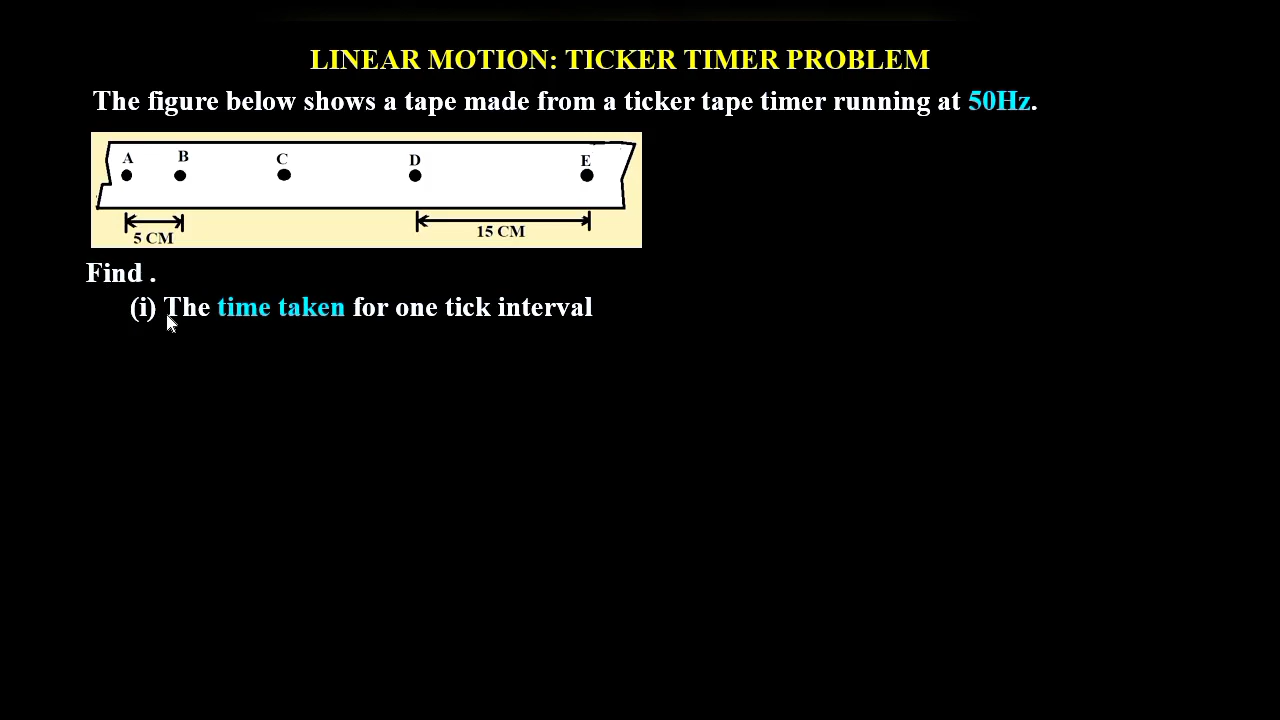 LINEAR MOTION: TICKER TIMER PROBLEM
The figure below shows a tape made from a ticker tape timer running at 50Hz.
A B C D E
5 CM 15 CM
Find .
(i) The time taken for one tick interval